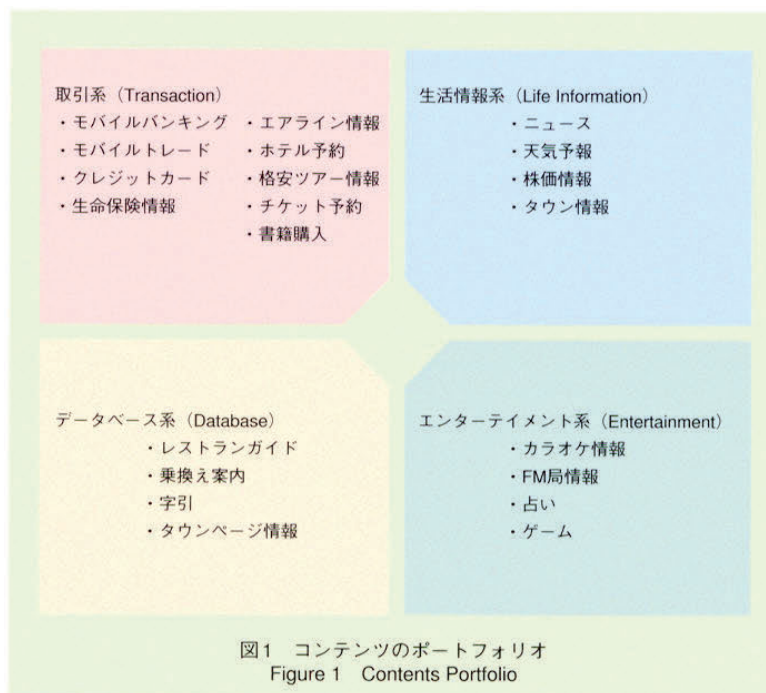 取引系（Transaction）
・モバイルバンキング ・エアライン情報
・モバイルトレード ・ホテル予約
・クレジットカード ・格安ツアー情報
・生命保険情報 ・チケット予約
・書籍購入
生活情報系（Life Information）
・ニュース
・天気予報
・株価情報
・タウン情報
データベース系（Database）
・レストランガイド
・乗換え案内
・字引
・タウンページ情報
エンターテイメント系（Entertainment）
・カラオケ情報
・FM局情報
・占い
・ゲーム
図1 コンテンツのポートフォリオ
Figure 1 Contents Portfolio